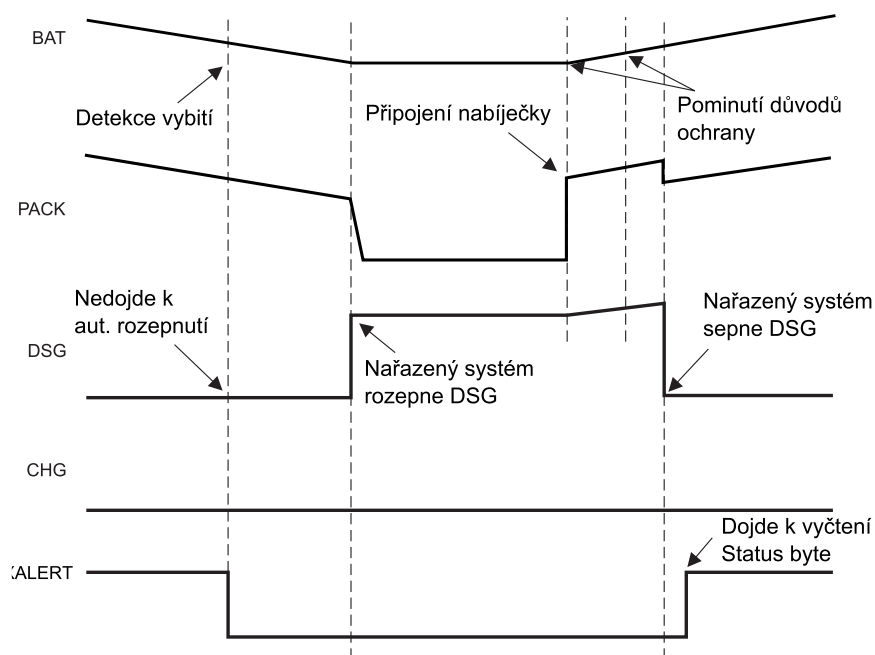 BAT
Detekce vybití
Připojení nabíječky
Pominutí důvodů
ochrany
PACK
Nedojde k
aut. rozepnutí
Nařazený systém
sepne DSG
DSG
Nařazený systém
rozepne DSG
CHG
Dojde k vyčtení
Status byte
XALERT